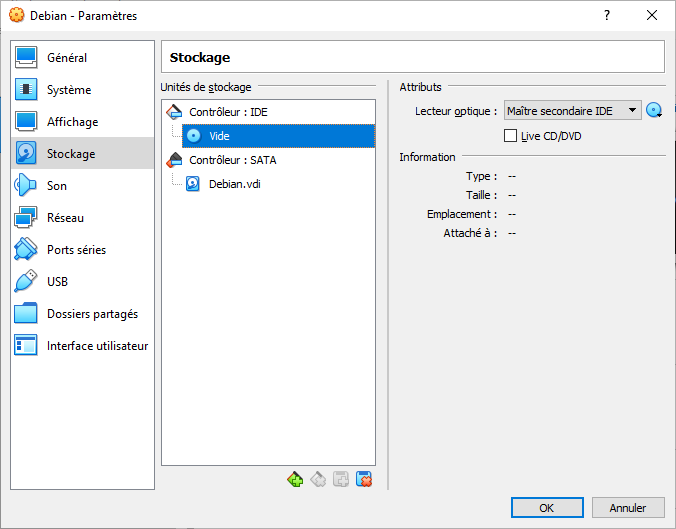 Debian - Paramètres
?
Général
Système
Affichage
Stockage
Son
Réseau
Ports séries
USB
Dossiers partagés
Interface utilisateur
Stockage
Unités de stockage
Contrôleur : IDE
Vide
Contrôleur : SATA
Debian.vdi
Attributs
Lecteur optique : Maître secondaire IDE
Live CD/DVD
Information
Type : --
Taille : --
Emplacement : --
Attaché à : --
OK Annuler